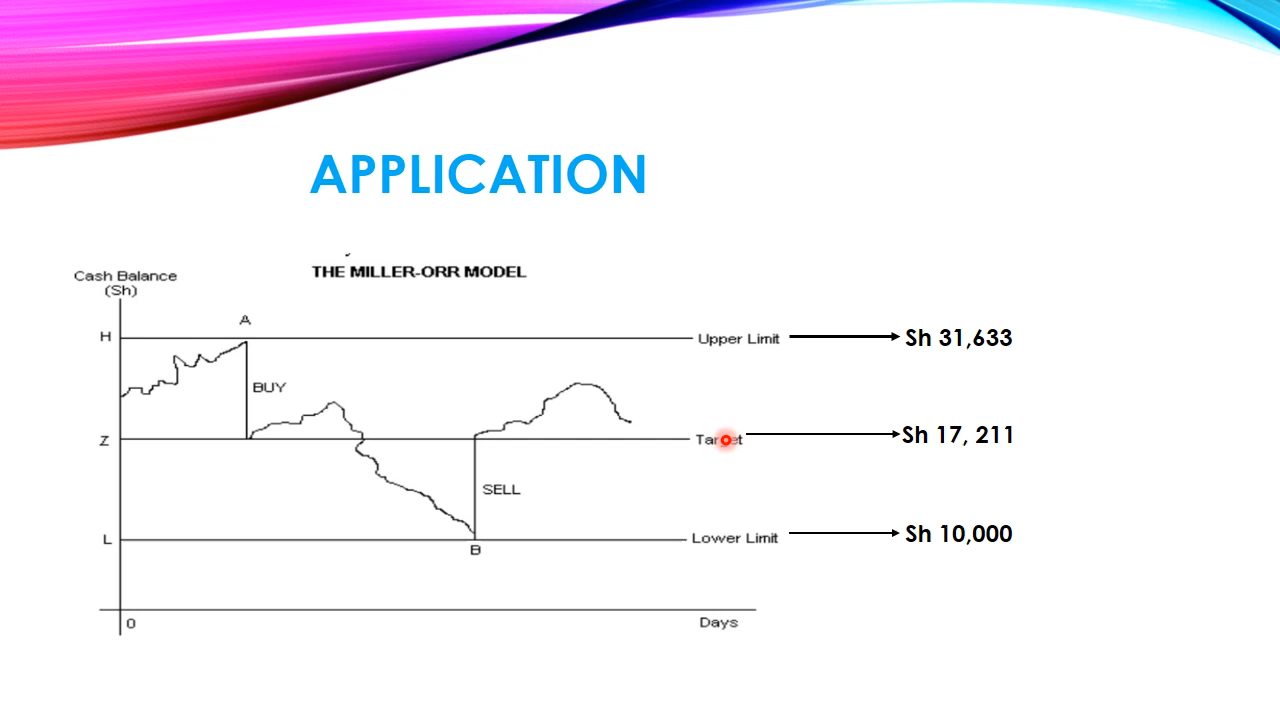 APPLICATION
THE MILLER-ORR MODEL
Cash Balance
(Sh)
A
H
Upper Limit
Sh 31,633
BUY
Z
Target
Sh 17, 211
SELL
L
Lower Limit
Sh 10,000
B
0
Days